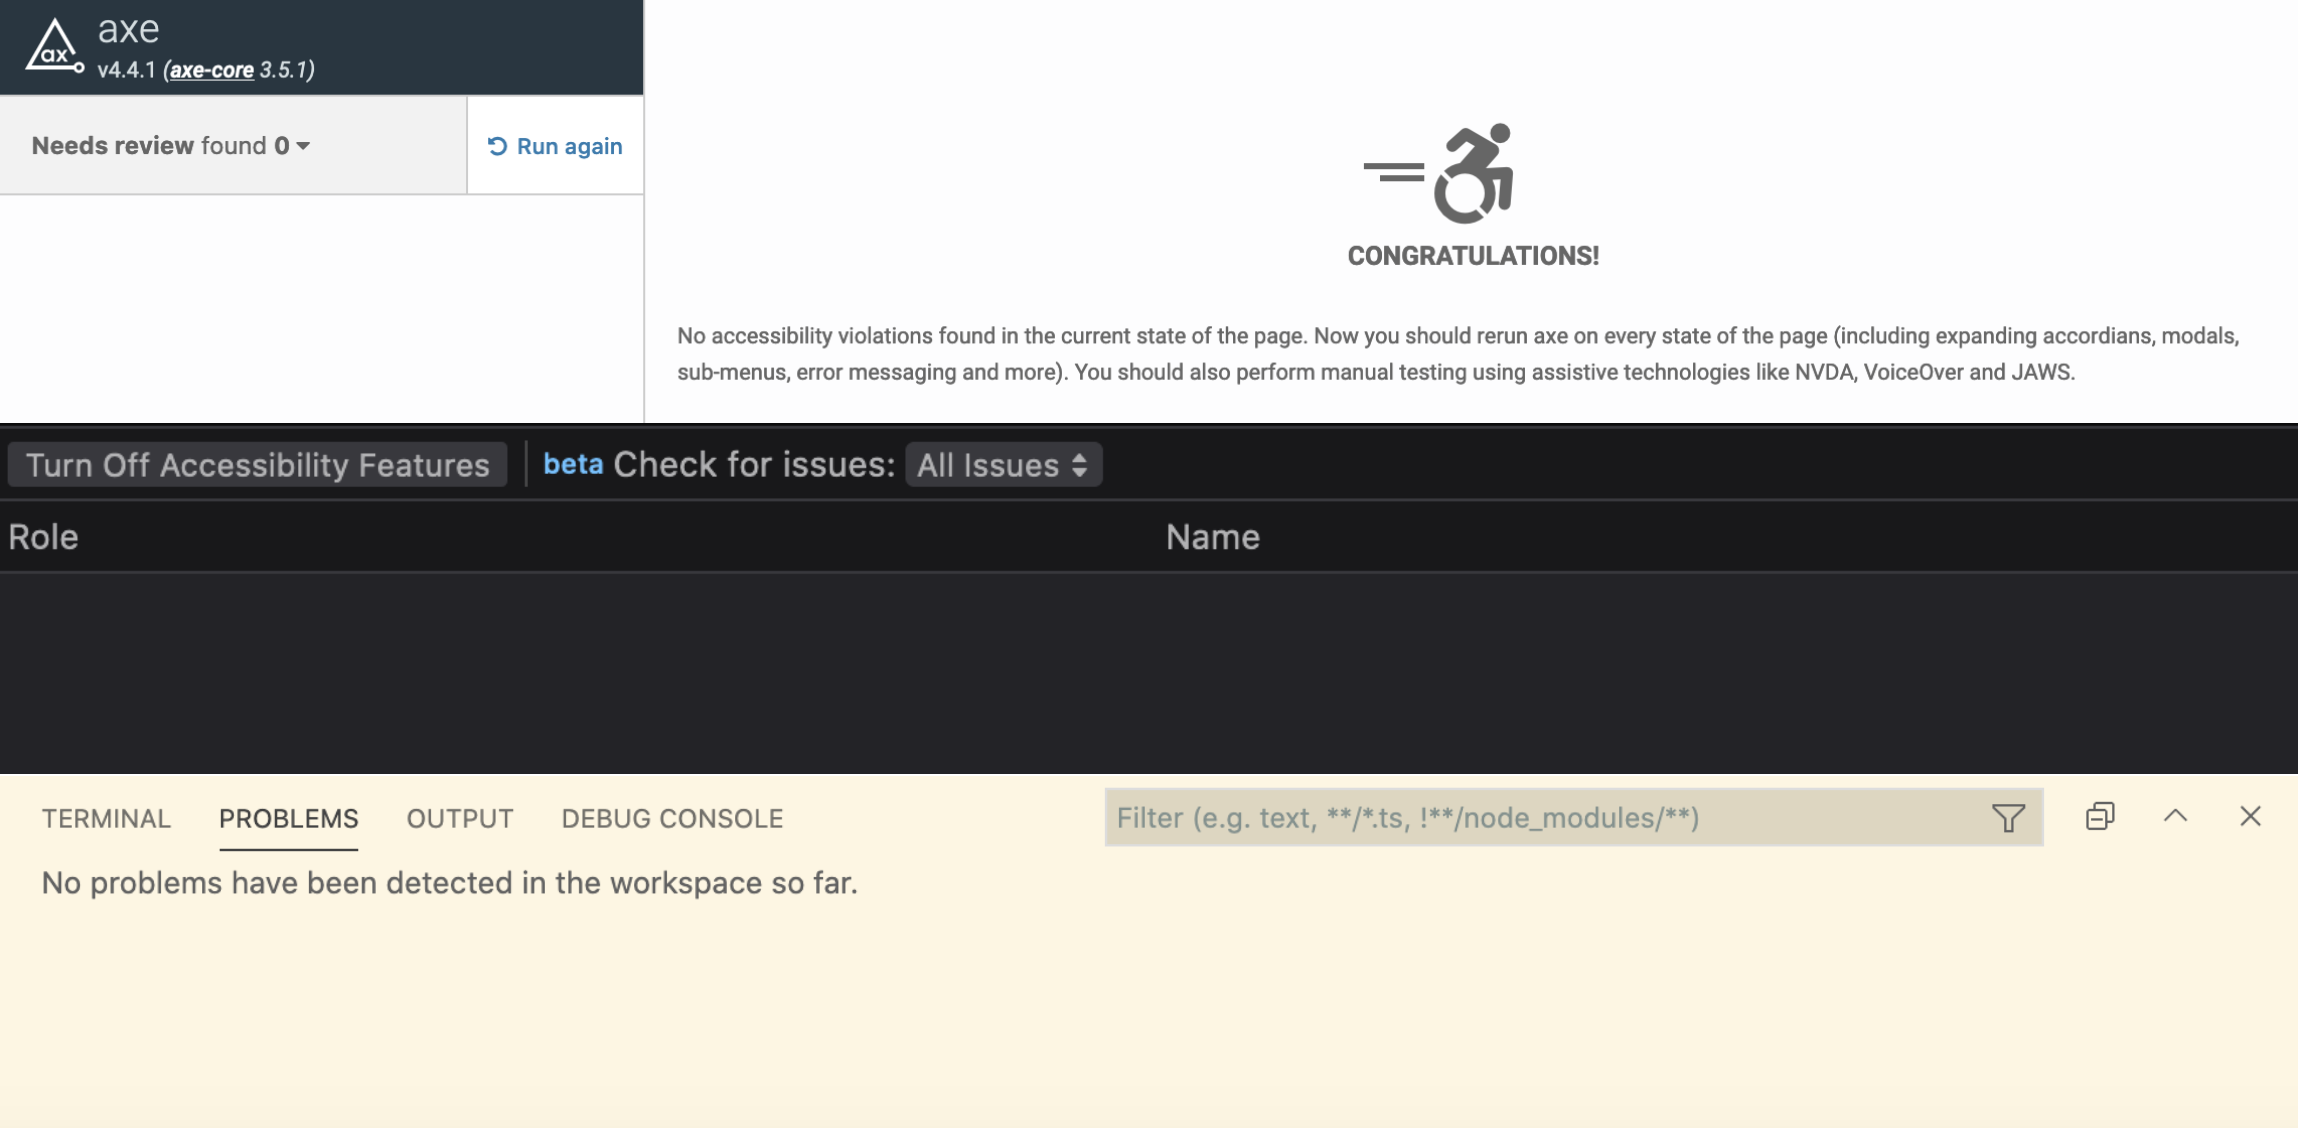 ax
axe
v4.4.1 (axe-core 3.5.1)
Needs review found 0
Run again
CONGRATULATIONS!
No accessibility violations found in the current state of the page. Now you should rerun axe on every state of the page (including expanding accordians, modals,
sub-menus, error messaging and more). You should also perform manual testing using assistive technologies like NVDA, VoiceOver and JAWS.
Turn Off Accessibility Features beta Check for issues: All Issues
Role Name
TERMINAL PROBLEMS OUTPUT DEBUG CONSOLE Filter (e.g. text, **/*.ts, !**/node_modules/**)
No problems have been detected in the workspace so far.